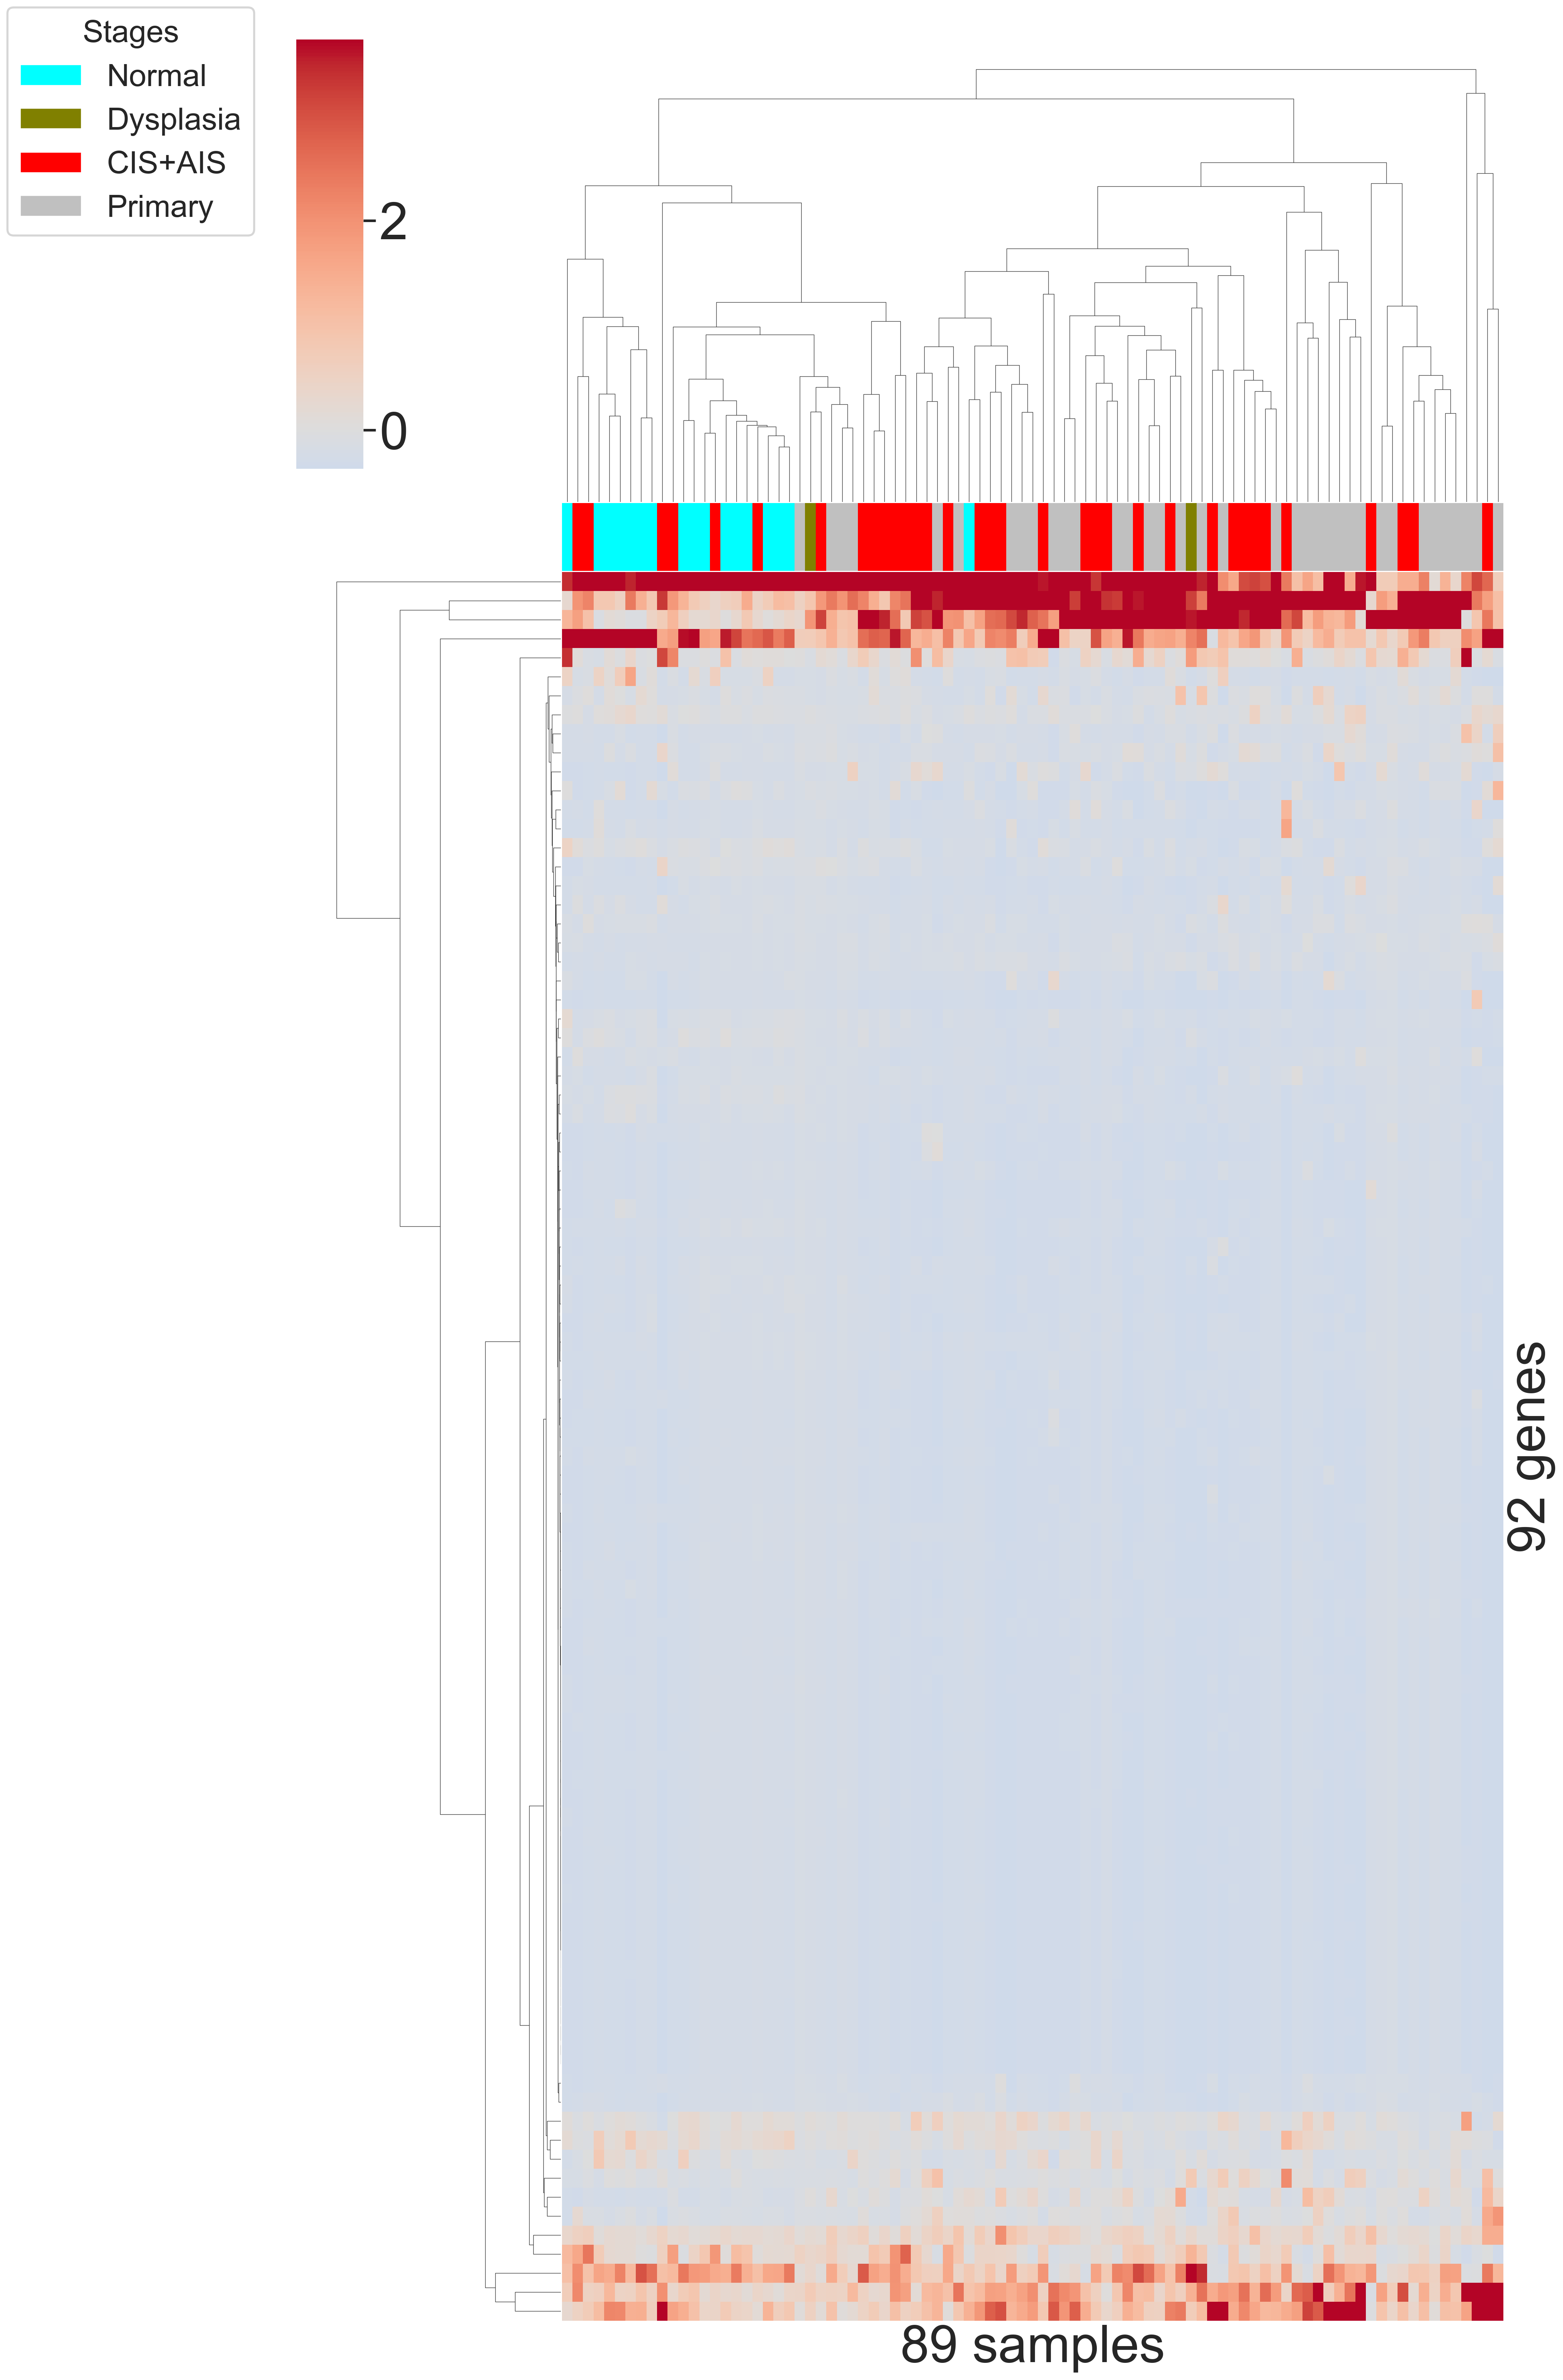 Stages
Normal
Dysplasia
CIS+AIS
Primary
2
0
92 genes
89 samples